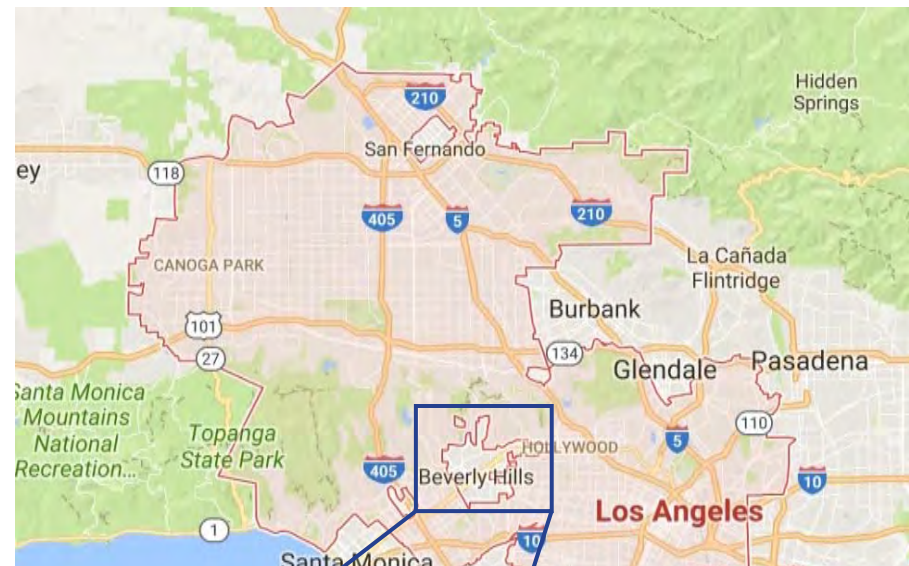 Hidden
Springs
210
San Fernando
ey
118
405
5
210
La Cañada
Flintridge
CANOGA PARK
Burbank
101
134
27
Glendale
Pasadena
Santa Monica
Mountains
National
Recreation...
Topanga
State Park
110
5
HOLLYWOOD
405
Beverly Hills
10
Los Angeles
1
10
Santa Monica